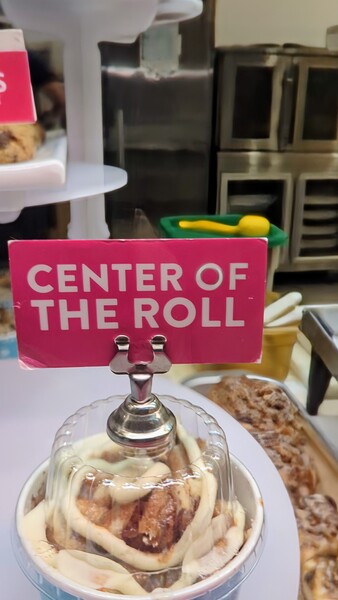 S
CENTER OF
THE ROLL